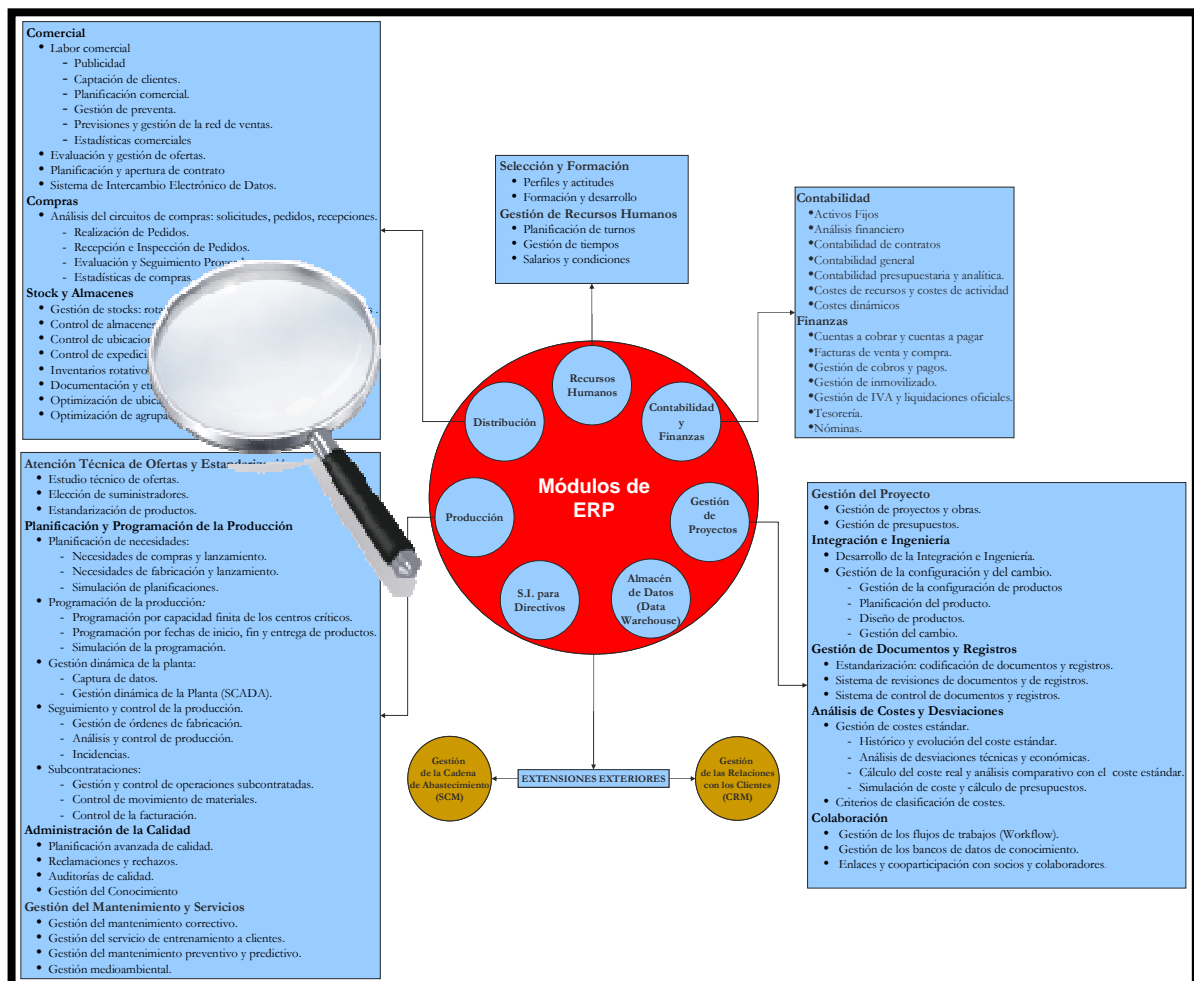 Comercial
• Labor comercial
- Publicidad
- Captación de clientes.
- Planificación comercial.
- Gestión de preventa.
- Previsiones y gestión de la red de ventas.
- Estadísticas comerciales
• Evaluación y gestión de ofertas.
• Planificación y apertura de contrato
• Sistema de Intercambio Electrónico de Datos.
Compras
• Análisis del circuitos de compras: solicitudes, pedidos, recepciones.
- Realización de Pedidos.
- Recepción e Inspección de Pedidos.
- Evaluación y Seguimiento
- Estadísticas de compras
Stock y Almacenes
• Gestión de stocks:
• Control de almacenes
• Control de
• Control de
• Inventarios rotativo
• Documentación y
• Optimización de
• Optimización de
Atención Técnica de Ofertas y
• Estudio técnico de ofertas.
• Elección de suministradores.
• Estandarización de productos.
Planificación y Programación de la Producción
• Planificación de necesidades:
- Necesidades de compras y lanzamiento.
- Necesidades de fabricación y lanzamiento.
- Simulación de planificaciones.
• Programación de la producción:
- Programación por capacidad finita de los centros críticos.
- Programación por fechas de inicio, fin y entrega de productos.
- Simulación de la programación.
• Gestión dinámica de la planta:
- Captura de datos.
- Gestión dinámica de la Planta (SCADA).
• Seguimiento y control de la producción.
- Gestión de órdenes de fabricación.
- Análisis y control de producción.
- Incidencias.
• Subcontrataciones:
- Gestión y control de operaciones subcontratadas.
- Control de movimiento de materiales.
- Control de la facturación.
Administración de la Calidad
• Planificación avanzada de calidad.
• Reclamaciones y rechazos.
• Auditorías de calidad.
• Gestión del Conocimiento
Gestión del Mantenimiento y Servicios
• Gestión del mantenimiento correctivo.
• Gestión del servicio de entrenamiento a clientes.
• Gestión del mantenimiento preventivo y predictivo.
• Gestión medioambiental.
Selección y Formación
• Perfiles y actitudes
• Formación y desarrollo
Gestión de Recursos Humanos
• Planificación de turnos
• Gestión de tiempos
• Salarios y condiciones
Recursos
Humanos
Distribución
Contabilidad
y
Finanzas
Módulos de
ERP
Producción
Gestión
de
Proyectos
S.I. para
Directivos
Almacén
de Datos
(Data
Warehouse)
Gestión
de la Cadena
de Abastecimiento
(SCM)
EXTENSIONES EXTERIORES
Gestión
de las Relaciones
con los Clientes
(CRM)
Contabilidad
•Activos Fijos
•Análisis financiero
•Contabilidad de contratos
•Contabilidad general
•Contabilidad presupuestaria y analítica.
•Costes de recursos y costes de actividad
•Costes dinámicos
Finanzas
•Cuentas a cobrar y cuentas a pagar
•Facturas de venta y compra.
•Gestión de cobros y pagos.
•Gestión de inmovilizado.
•Gestión de IVA y liquidaciones oficiales.
•Tesorería.
•Nóminas.
Gestión del Proyecto
• Gestión de proyectos y obras.
• Gestión de presupuestos.
Integración e Ingeniería
• Desarrollo de la Integración e Ingeniería.
• Gestión de la configuración y del cambio.
- Gestión de la configuración de productos
- Planificación del producto.
- Diseño de productos.
- Gestión del cambio.
Gestión de Documentos y Registros
• Estandarización: codificación de documentos y registros.
• Sistema de revisiones de documentos y de registros.
• Sistema de control de documentos y registros.
Análisis de Costes y Desviaciones
• Gestión de costes estándar.
- Histórico y evolución del coste estándar.
- Análisis de desviaciones técnicas y económicas.
- Cálculo del coste real y análisis comparativo con el coste estándar.
- Simulación de coste y cálculo de presupuestos.
• Criterios de clasificación de costes.
Colaboración
• Gestión de los flujos de trabajos (Workflow).
• Gestión de los bancos de datos de conocimiento.
• Enlaces y cooparticipación con socios y colaboradores.